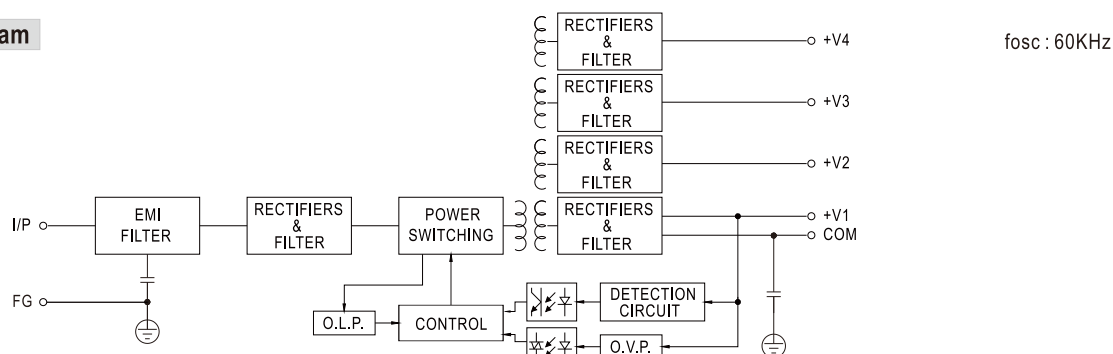 am
fosc : 60KHz
RECTIFIERS
&
FILTER
+V4
RECTIFIERS
&
FILTER
+V3
RECTIFIERS
&
FILTER
+V2
I/P
EMI
FILTER
RECTIFIERS
&
FILTER
POWER
SWITCHING
RECTIFIERS
&
FILTER
+V1
COM
FG
O.L.P.
CONTROL
DETECTION
CIRCUIT
O.V.P.